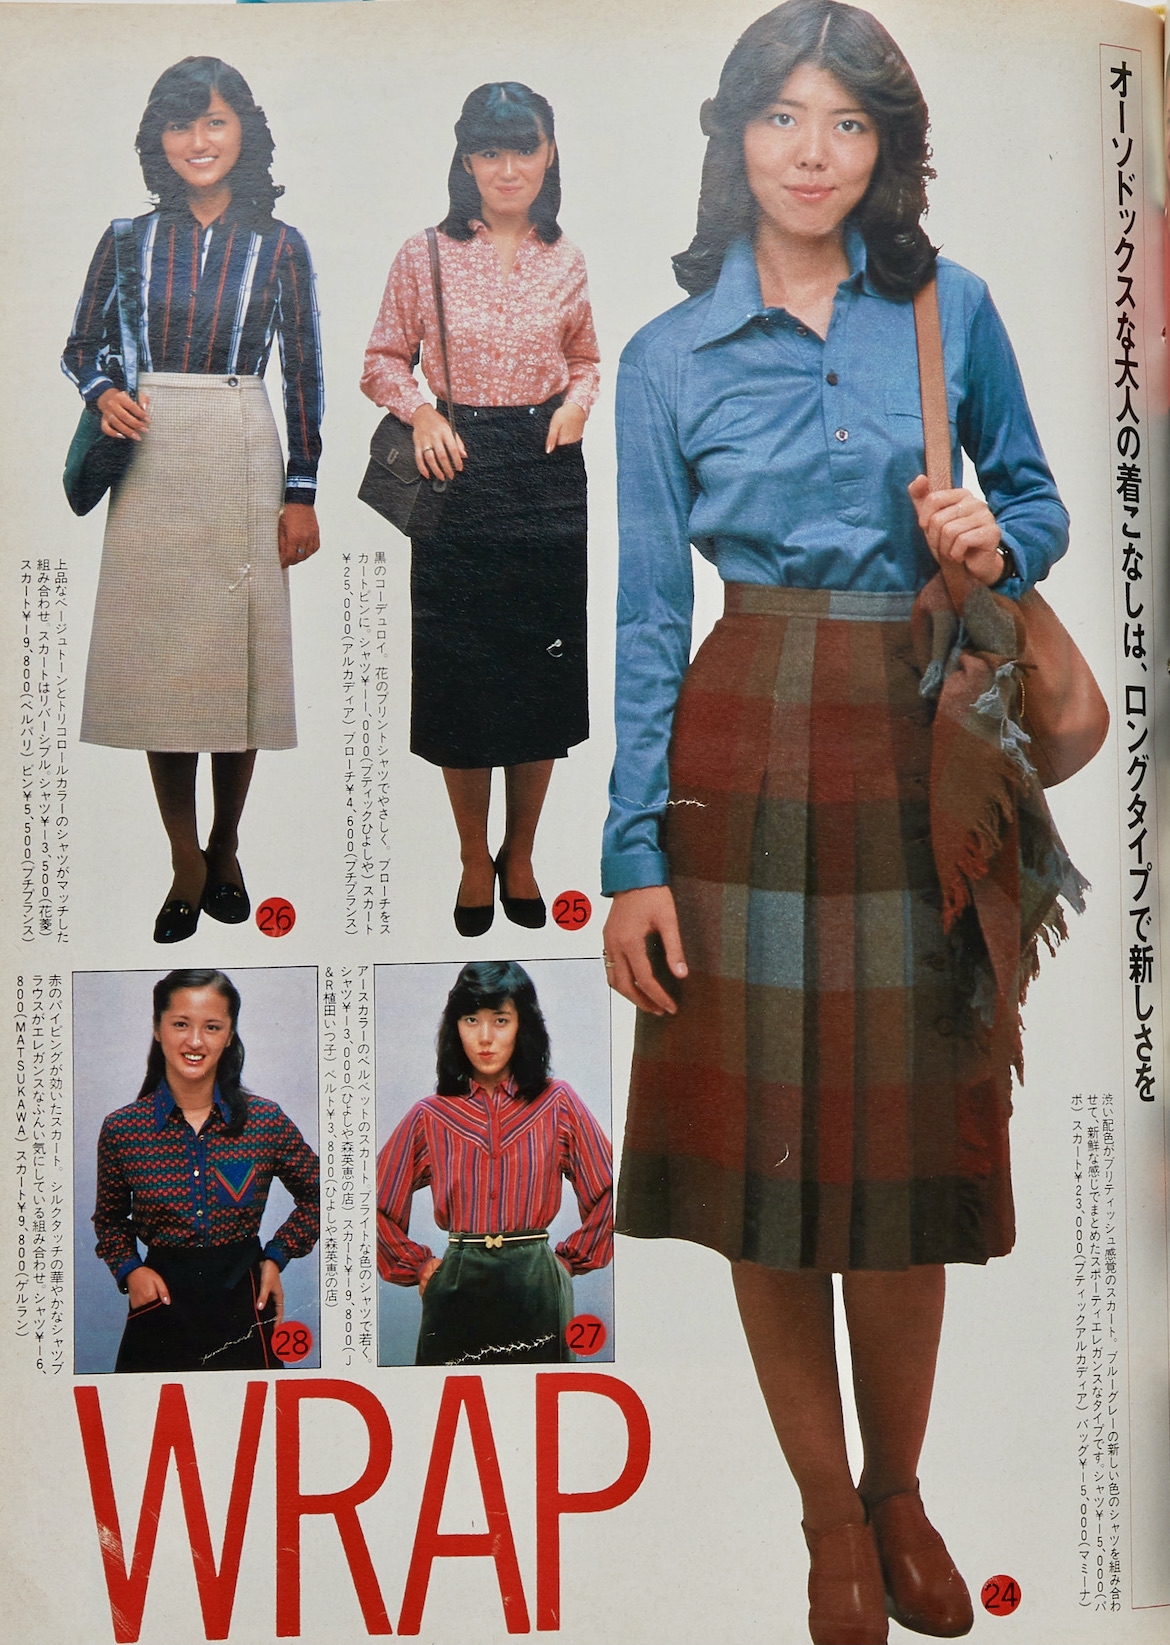 オーソドックスな大人の着こなしは、ロングタイプで新しさを
渋い配色がブリティッシュ感覚のスカート。ブルーグレーの新しい色のシャツを組み合わ
せて、新鮮な感じでまとめたスポーティエレガンスなタイプです。シャツ¥15,000(パ
ポ)スカート¥23,000(ブティックアルカディア)バッグ¥15,000(マミーナ)
24
黒のコーデュロイ。花のプリントシャツでやさしく。ブローチをス
カートピンに。シャツ¥11,000(ブティックひよしや)スカート
¥25,000(アルカディア)ブローチ¥4,600(プチプランス)
25
上品なベージュトーンとトリコロールカラーのシャツがマッチした
組み合わせ。スカートはリバーシブル。シャツ¥13,500(花菱)
スカート¥19,800(ベルパリ)ピン¥5,500(プチプランス)
26
アースカラーのベルベットのスカート。ブライトな色のシャツで若く。
シャツ¥13,000(ひよしや森英恵の店)スカート¥19,800(J
&R植田いつ子)ベルト¥3,800(ひよしや森英恵の店)
27
赤のパイピングが効いたスカート。シルクタッチの華やかなシャツブ
ラウスがエレガンスなふんい気にしている組み合わせ。シャツ¥16,
800(MATSUKAWA)スカート¥9,800(ゲルラン)
28
WRAP